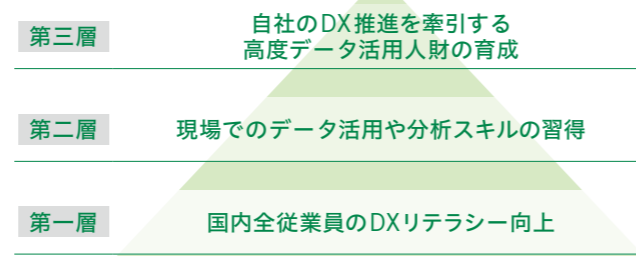 第三層
自社のDX推進を牽引する
高度データ活用人財の育成
第二層
現場でのデータ活用や分析スキルの習得
第一層
国内全従業員のDXリテラシー向上